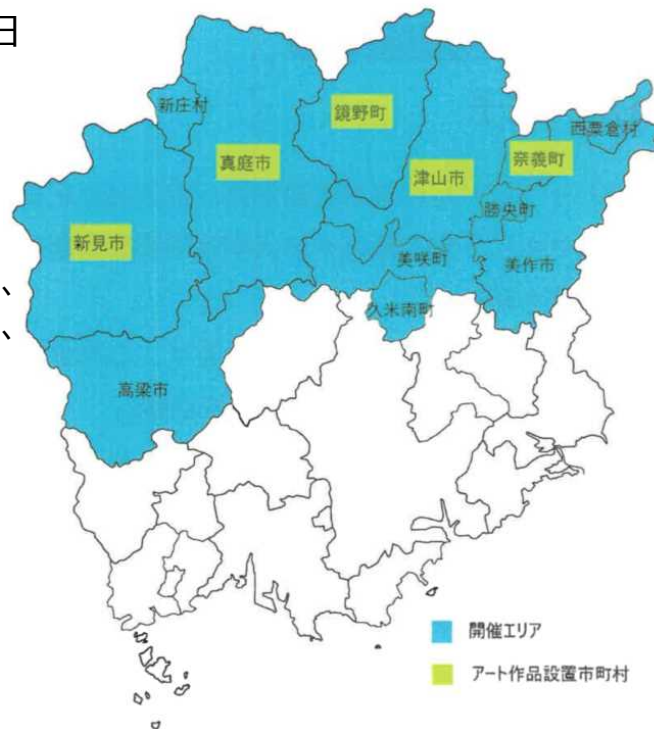 日
新庄村
鏡野町
西粟倉村
真庭市
奈義町
津山市
勝央町
新見市
美咲町
美作市
、
久米南町
、
高梁市
開催エリア
アート作品設置市町村